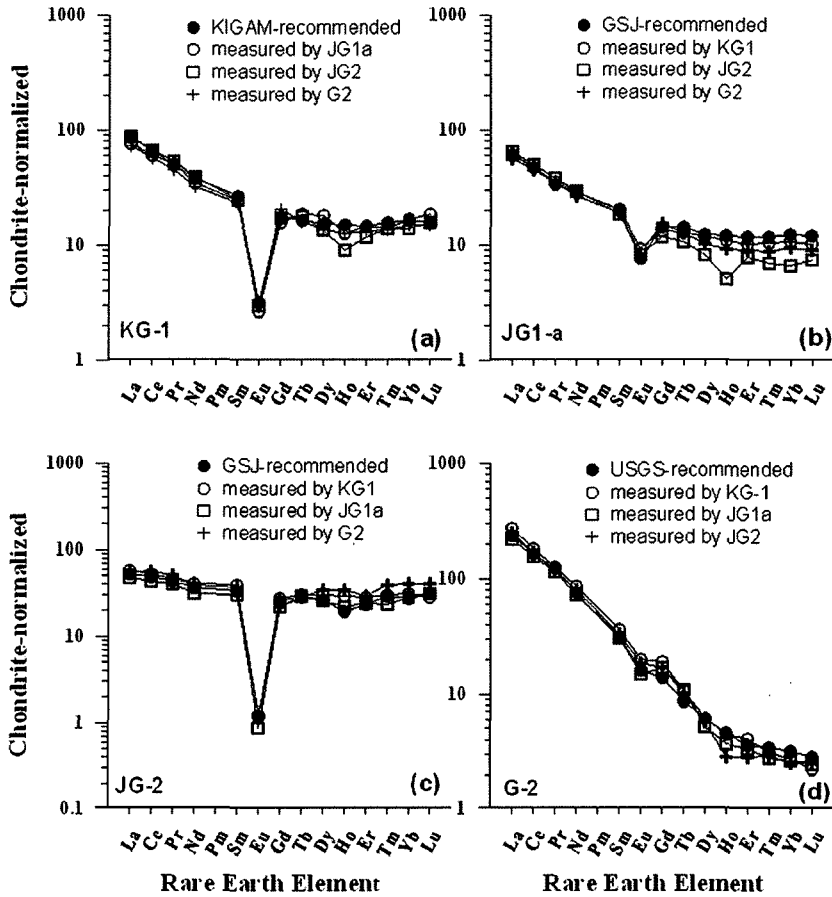 Chondrite-normalized
1000
100
10
1
● KIGAM-recommended
○ measured by JG1a
□ measured by JG2
+ measured by G2
KG-1
(a)
La Ce Pr Nd Pm Sm Eu Gd Tb Dy Ho Er Tm Yb Lu
1000
100
10
1
● GSJ-recommended
○ measured by KG1
□ measured by JG2
+ measured by G2
JG1-a
(b)
La Ce Pr Nd Pm Sm Eu Gd Tb Dy Ho Er Tm Yb Lu
Chondrite-normalized
1000
100
10
1
0.1
● GSJ-recommended
○ measured by KG1
□ measured by JG1a
+ measured by G2
JG-2
(c)
La Ce Pr Nd Pm Sm Eu Gd Tb Dy Ho Er Tm Yb Lu
Rare Earth Element
1000
100
10
1
● USGS-recommended
○ measured by KG-1
□ measured by JG1a
+ measured by JG2
G-2
(d)
La Ce Pr Nd Pm Sm Eu Gd Tb Dy Ho Er Tm Yb Lu
Rare Earth Element